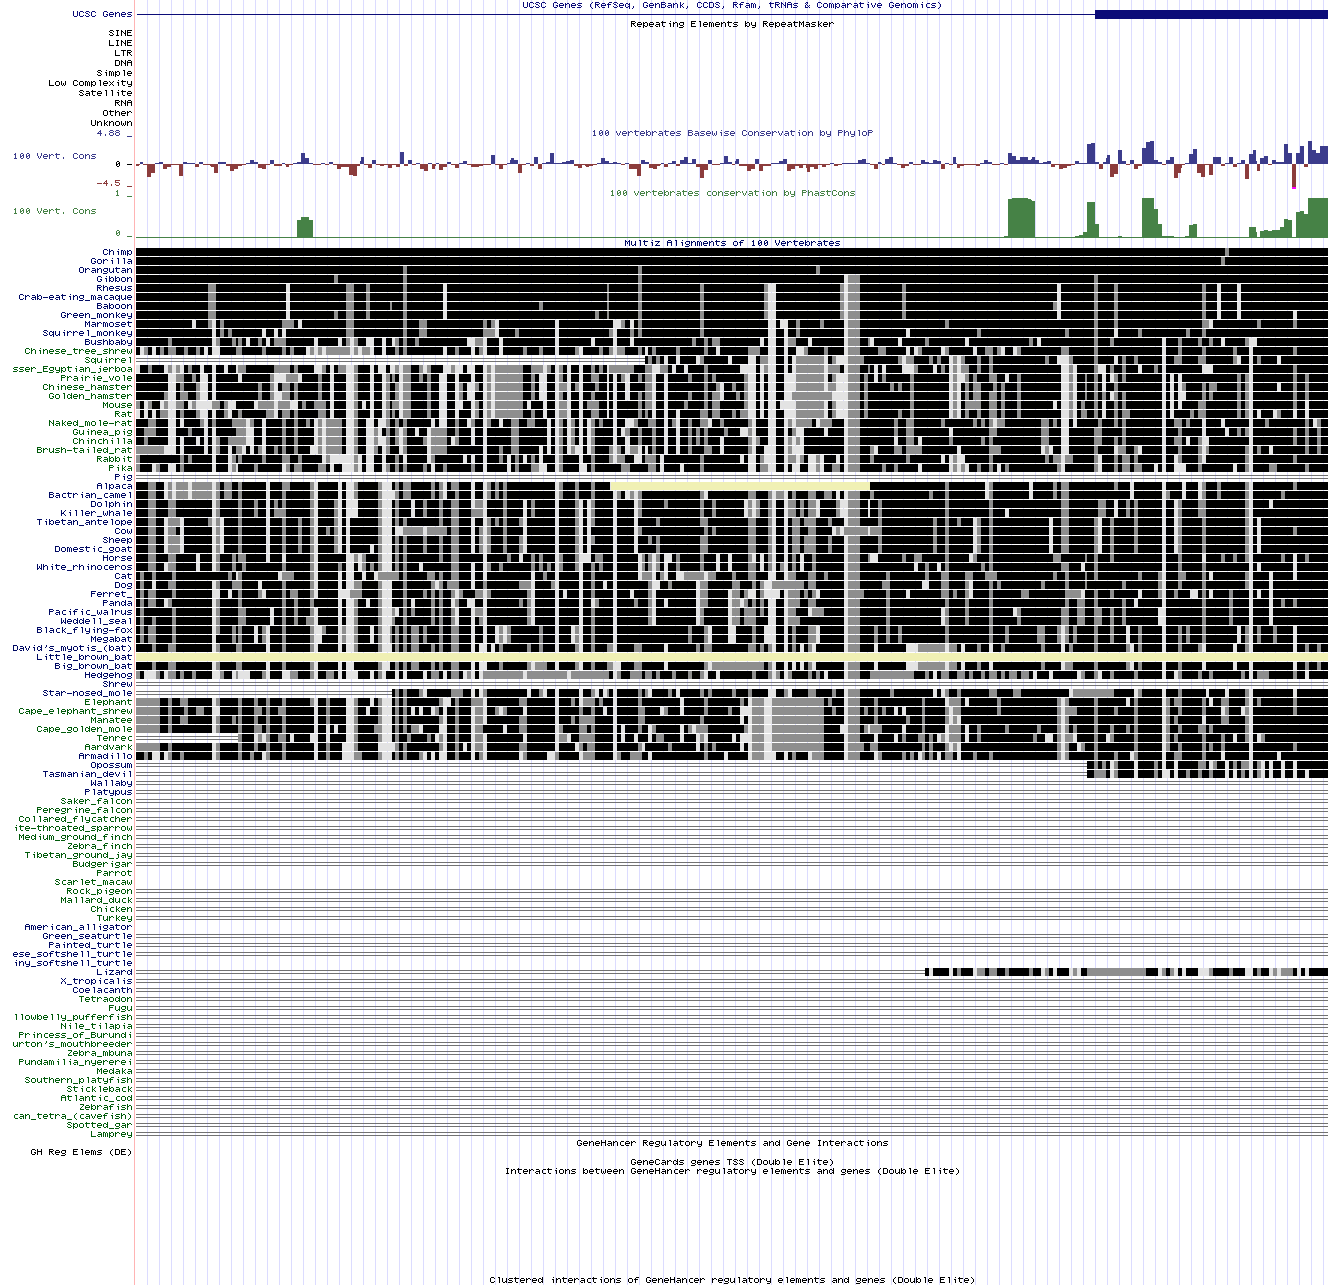 UCSC Genes (RefSeq, GenBank, CCDS, Rfam, tRNAs & Comparative Genomics)
UCSC Genes
Repeating Elements by RepeatMasker
SINE
LINE
LTR
DNA
Simple
Low Complexity
Satellite
RNA
Other
Unknown
100 vertebrates Basewise Conservation by PhyloP
4.88 _
100 Vert. Cons
0 -
-4.5 _
100 vertebrates conservation by PhastCons
1 _
100 Vert. Cons
0 _
Multiz Alignments of 100 Vertebrates
Chimp
Gorilla
Orangutan
Gibbon
Rhesus
Crab-eating_macaque
Baboon
Green_monkey
Marmoset
Squirrel_monkey
Bushbaby
Chinese_tree_shrew
Squirrel
sser_Egyptian_jerboa
Prairie_vole
Chinese_hamster
Golden_hamster
Mouse
Rat
Naked_mole-rat
Guinea_pig
Chinchilla
Brush-tailed_rat
Rabbit
Pika
Pig
Alpaca
Bactrian_camel
Dolphin
Killer_whale
Tibetan_antelope
Cow
Sheep
Domestic_goat
Horse
White_rhinoceros
Cat
Dog
Ferret_
Panda
Pacific_walrus
Weddell_seal
Black_flying-fox
Megabat
David's_myotis_(bat)
Little_brown_bat
Big_brown_bat
Hedgehog
Shrew
Star-nosed_mole
Elephant
Cape_elephant_shrew
Manatee
Cape_golden_mole
Tenrec
Aardvark
Armadillo
Opossum
Tasmanian_devil
Wallaby
Platypus
Saker_falcon
Peregrine_falcon
Collared_flycatcher
ite-throated_sparrow
Medium_ground_finch
Zebra_finch
Tibetan_ground_jay
Budgerigar
Parrot
Scarlet_macaw
Rock_pigeon
Mallard_duck
Chicken
Turkey
American_alligator
Green_seaturtle
Painted_turtle
ese_softshell_turtle
iny_softshell_turtle
Lizard
X_tropicalis
Coelacanth
Tetraodon
Fugu
llowbelly_pufferfish
Nile_tilapia
Princess_of_Burundi
urton's_mouthbreeder
Zebra_mbuna
Pundamilia_nyererei
Medaka
Southern_platyfish
Stickleback
Atlantic_cod
Zebrafish
can_tetra_(cavefish)
Spotted_gar
Lamprey
GeneHancer Regulatory Elements and Gene Interactions
GH Reg Elems (DE)
GeneCards genes TSS (Double Elite)
Interactions between GeneHancer regulatory elements and genes (Double Elite)
Clustered interactions of GeneHancer regulatory elements and genes (Double Elite)